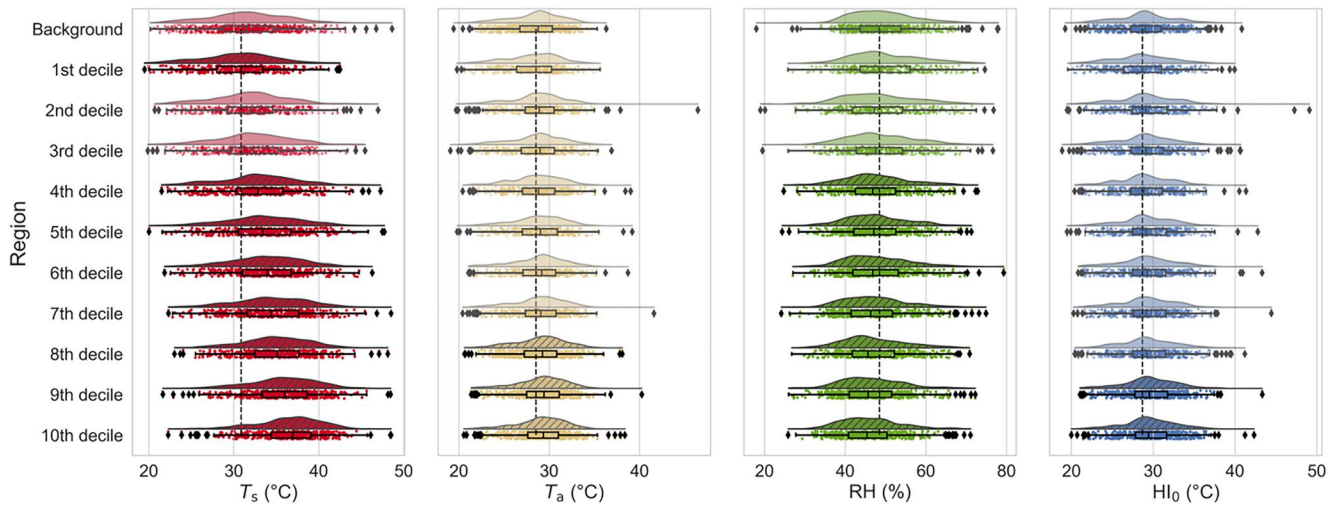 Region
Background
1st decile
2nd decile
3rd decile
4th decile
5th decile
6th decile
7th decile
8th decile
9th decile
10th decile
20 30 40 50
Tₛ (°C)
20 30 40
Tₐ (°C)
20 40 60 80
RH (%)
20 30 40 50
HI₀ (°C)